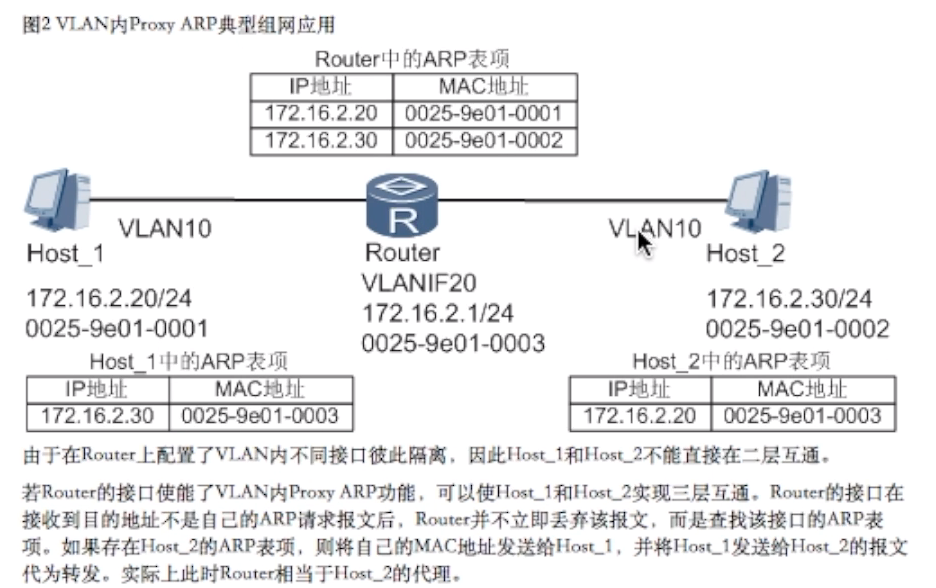 图2 VLAN内Proxy ARP典型组网应用
Router中的ARP表项
IP地址 MAC地址
172.16.2.20 0025-9e01-0001
172.16.2.30 0025-9e01-0002
VLAN10 VLAN10
Host_1 Router Host_2
VLANIF20
172.16.2.20/24 172.16.2.1/24 172.16.2.30/24
0025-9e01-0001 0025-9e01-0003 0025-9e01-0002
Host_1中的ARP表项 Host_2中的ARP表项
IP地址 MAC地址 IP地址 MAC地址
172.16.2.30 0025-9e01-0003 172.16.2.20 0025-9e01-0003
由于在Router上配置了VLAN内不同接口彼此隔离，因此Host_1和Host_2不能直接在二层互通。
若Router的接口使能了VLAN内Proxy ARP功能，可以使Host_1和Host_2实现三层互通。Router的接口在
接收到目的地址不是自己的ARP请求报文后，Router并不立即丢弃该报文，而是查找该接口的ARP表
项。如果存在Host_2的ARP表项，则将自己的MAC地址发送给Host_1，并将Host_1发送给Host_2的报文
代为转发。实际上此时Router相当于Host_2的代理。